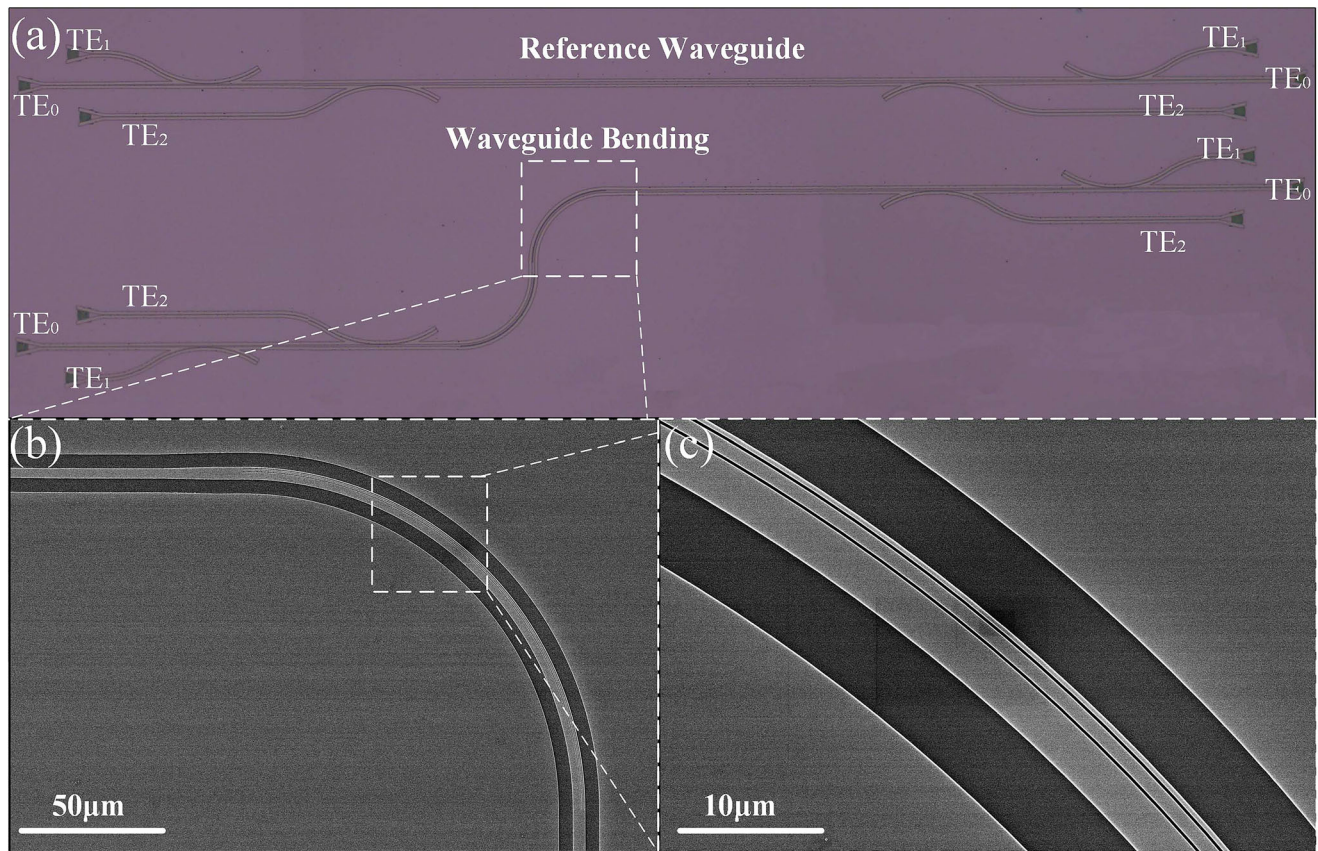 (a)
TE₁
Reference Waveguide
TE₁
TE₀
TE₀
TE₂
TE₂
Waveguide Bending
TE₁
TE₀
TE₂
TE₂
TE₀
TE₁
(b)
(c)
50μm
10μm